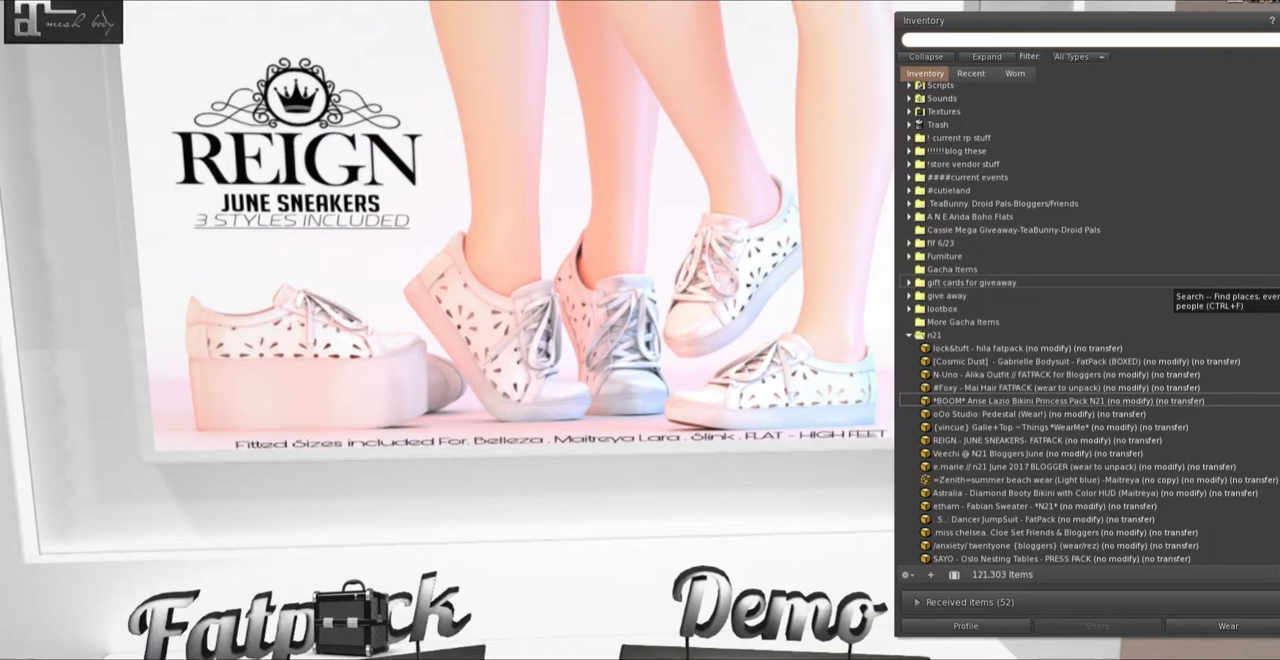 mesh body
REIGN
JUNE SNEAKERS
3 STYLES INCLUDED
Fitted Sizes included For. Belleza . Maitreya Lara . Slink . FLAT - HIGH FEET
Fatpack
Demo
Inventory
?
Collapse
Expand
Filter:
All Types
Inventory
Recent
Worn
Scripts
Sounds
Textures
Trash
! current rp stuff
!!!!!!blog these
!store vendor stuff
####current events
#cutieland
.TeaBunny. Droid Pals-Bloggers/Friends
A N E Arida Boho Flats
Cassie Mega Giveaway-TeaBunny-Droid Pals
flf 6/23
Furniture
Gacha Items
gift cards for giveaway
give away
lootbox
More Gacha Items
n21
lock&tuft - hila fatpack (no modify) (no transfer)
[Cosmic Dust] - Gabrielle Bodysuit - FatPack (BOXED) (no modify) (no transfer)
N-Uno - Alika Outfit // FATPACK for Bloggers (no modify) (no transfer)
#Foxy - Mai Hair FATPACK (wear to unpack) (no modify) (no transfer)
*BOOM* Anse Lazio Bikini Princess Pack N21 (no modify) (no transfer)
oOo Studio: Pedestal (Wear!) (no modify) (no transfer)
{vincue} Galie+Top ~Things *WearMe* (no modify) (no transfer)
REIGN.- JUNE SNEAKERS- FATPACK (no modify) (no transfer)
Veechi @ N21 Bloggers June (no modify) (no transfer)
e.marie // n21 June 2017 BLOGGER (wear to unpack) (no modify) (no transfer)
=Zenith=summer beach wear (Light blue) -Maitreya (no copy) (no modify) (no transfer)
Astralia - Diamond Booty Bikini with Color HUD (Maitreya) (no modify) (no transfer)
etham - Fabian Sweater - *N21* (no modify) (no transfer)
..S..: Dancer JumpSuit - FatPack (no modify) (no transfer)
.miss chelsea. Cloe Set Friends & Bloggers (no modify) (no transfer)
/anxiety/ twentyone {bloggers} (wear/rez) (no modify) (no transfer)
SAYO - Oslo Nesting Tables - PRESS PACK (no modify) (no transfer)
Search -- Find places, eve
people (CTRL+F)
121,303 Items
Received items (52)
Profile
Share
Wear